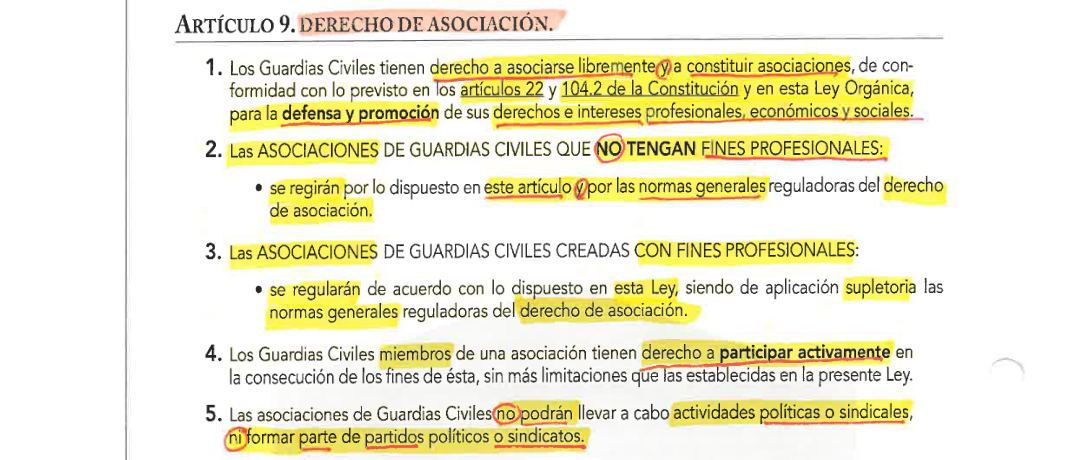 ARTÍCULO 9. DERECHO DE ASOCIACIÓN.
1. Los Guardias Civiles tienen derecho a asociarse libremente y a constituir asociaciones, de con-
formidad con lo previsto en los artículos 22 y 104.2 de la Constitución y en esta Ley Orgánica,
para la defensa y promoción de sus derechos e intereses profesionales, económicos y sociales.
2. Las ASOCIACIONES DE GUARDIAS CIVILES QUE NO TENGAN FINES PROFESIONALES:
• se regirán por lo dispuesto en este artículo y por las normas generales reguladoras del derecho
de asociación.
3. Las ASOCIACIONES DE GUARDIAS CIVILES CREADAS CON FINES PROFESIONALES:
• se regularán de acuerdo con lo dispuesto en esta Ley, siendo de aplicación supletoria las
normas generales reguladoras del derecho de asociación.
4. Los Guardias Civiles miembros de una asociación tienen derecho a participar activamente en
la consecución de los fines de ésta, sin más limitaciones que las establecidas en la presente Ley.
5. Las asociaciones de Guardias Civiles no podrán llevar a cabo actividades políticas o sindicales,
ni formar parte de partidos políticos o sindicatos.